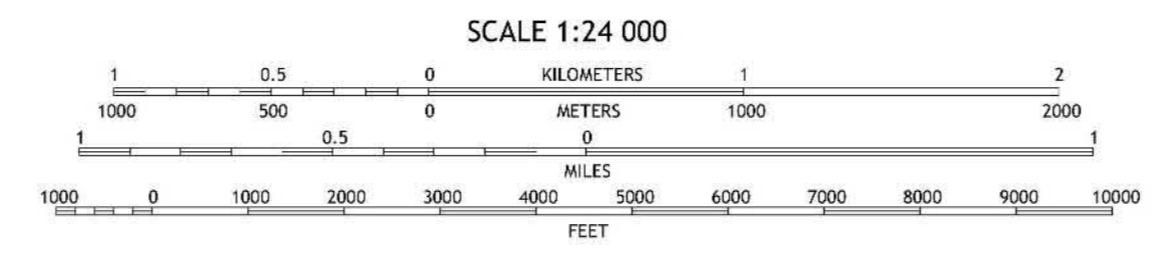 SCALE 1:24 000
1 0.5 0 KILOMETERS 1 2
1000 500 0 METERS 1000 2000
1 0.5 0 1
MILES
1000 0 1000 2000 3000 4000 5000 6000 7000 8000 9000 10000
FEET